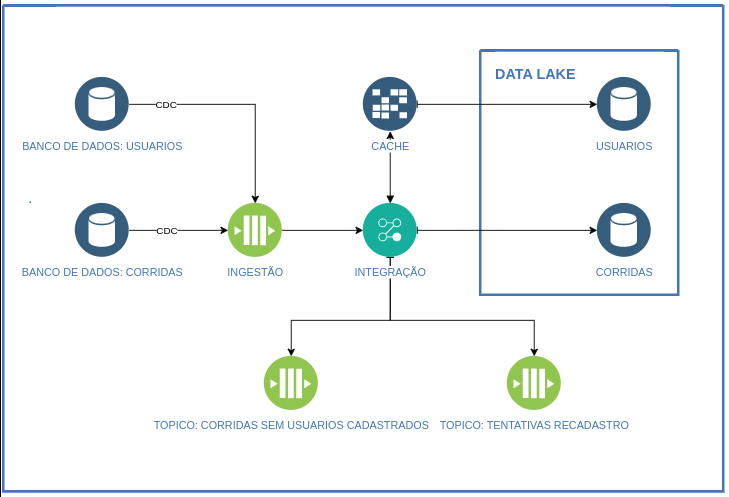 DATA LAKE
CDC
BANCO DE DADOS: USUARIOS
CACHE
USUARIOS
CDC
BANCO DE DADOS: CORRIDAS
INGESTÃO
INTEGRAÇÃO
CORRIDAS
TOPICO: CORRIDAS SEM USUARIOS CADASTRADOS
TOPICO: TENTATIVAS RECADASTRO